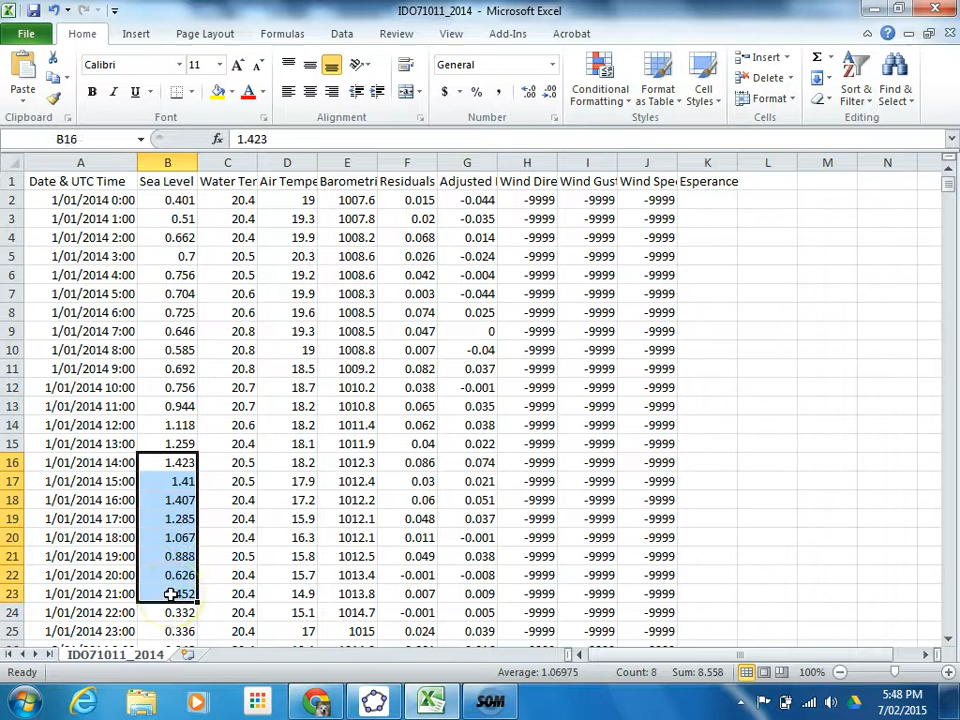 IDO71011_2014 - Microsoft Excel
File Home Insert Page Layout Formulas Data Review View Add-Ins Acrobat
Paste
Calibri 11
General
Conditional Formatting
Format as Table
Cell Styles
Insert
Delete
Format
Sort & Filter
Find & Select
Clipboard Font Alignment Number Styles Cells Editing
B16 fx 1.423
A B C D E F G H I J K L M N
1 Date & UTC Time Sea Level Water Ter Air Tempe Barometri Residuals Adjusted Wind Dire Wind Gust Wind Spe Esperance
2 1/01/2014 0:00 0.401 20.4 19 1007.6 0.015 -0.044 -9999 -9999 -9999
3 1/01/2014 1:00 0.51 20.4 19.3 1007.8 0.02 -0.035 -9999 -9999 -9999
4 1/01/2014 2:00 0.662 20.4 19.9 1008.2 0.068 0.014 -9999 -9999 -9999
5 1/01/2014 3:00 0.7 20.5 20.3 1008.6 0.026 -0.024 -9999 -9999 -9999
6 1/01/2014 4:00 0.756 20.5 19.2 1008.6 0.042 -0.004 -9999 -9999 -9999
7 1/01/2014 5:00 0.704 20.6 19.9 1008.3 0.003 -0.044 -9999 -9999 -9999
8 1/01/2014 6:00 0.725 20.6 19.6 1008.5 0.074 0.025 -9999 -9999 -9999
9 1/01/2014 7:00 0.646 20.8 19.3 1008.5 0.047 0 -9999 -9999 -9999
10 1/01/2014 8:00 0.585 20.8 19 1008.8 0.007 -0.04 -9999 -9999 -9999
11 1/01/2014 9:00 0.692 20.8 18.5 1009.2 0.082 0.037 -9999 -9999 -9999
12 1/01/2014 10:00 0.756 20.7 18.7 1010.2 0.038 -0.001 -9999 -9999 -9999
13 1/01/2014 11:00 0.944 20.7 18.2 1010.8 0.065 0.035 -9999 -9999 -9999
14 1/01/2014 12:00 1.118 20.6 18.2 1011.4 0.062 0.038 -9999 -9999 -9999
15 1/01/2014 13:00 1.259 20.4 18.1 1011.9 0.04 0.022 -9999 -9999 -9999
16 1/01/2014 14:00 1.423 20.5 18.2 1012.3 0.086 0.074 -9999 -9999 -9999
17 1/01/2014 15:00 1.41 20.5 17.9 1012.4 0.03 0.021 -9999 -9999 -9999
18 1/01/2014 16:00 1.407 20.4 17.2 1012.2 0.06 0.051 -9999 -9999 -9999
19 1/01/2014 17:00 1.285 20.4 15.9 1012.1 0.048 0.037 -9999 -9999 -9999
20 1/01/2014 18:00 1.067 20.4 16.3 1012.1 0.011 -0.001 -9999 -9999 -9999
21 1/01/2014 19:00 0.888 20.5 15.8 1012.5 0.049 0.038 -9999 -9999 -9999
22 1/01/2014 20:00 0.626 20.4 15.7 1013.4 -0.001 -0.008 -9999 -9999 -9999
23 1/01/2014 21:00 452 20.4 14.9 1013.8 0.007 0.009 -9999 -9999 -9999
24 1/01/2014 22:00 0.332 20.4 15.1 1014.7 -0.001 0.005 -9999 -9999 -9999
25 1/01/2014 23:00 0.336 20.4 17 1015 0.024 0.039 -9999 -9999 -9999
IDO71011_2014
Ready Average: 1.06975 Count: 8 Sum: 8.558 100%
SOM
5:48 PM
7/02/2015